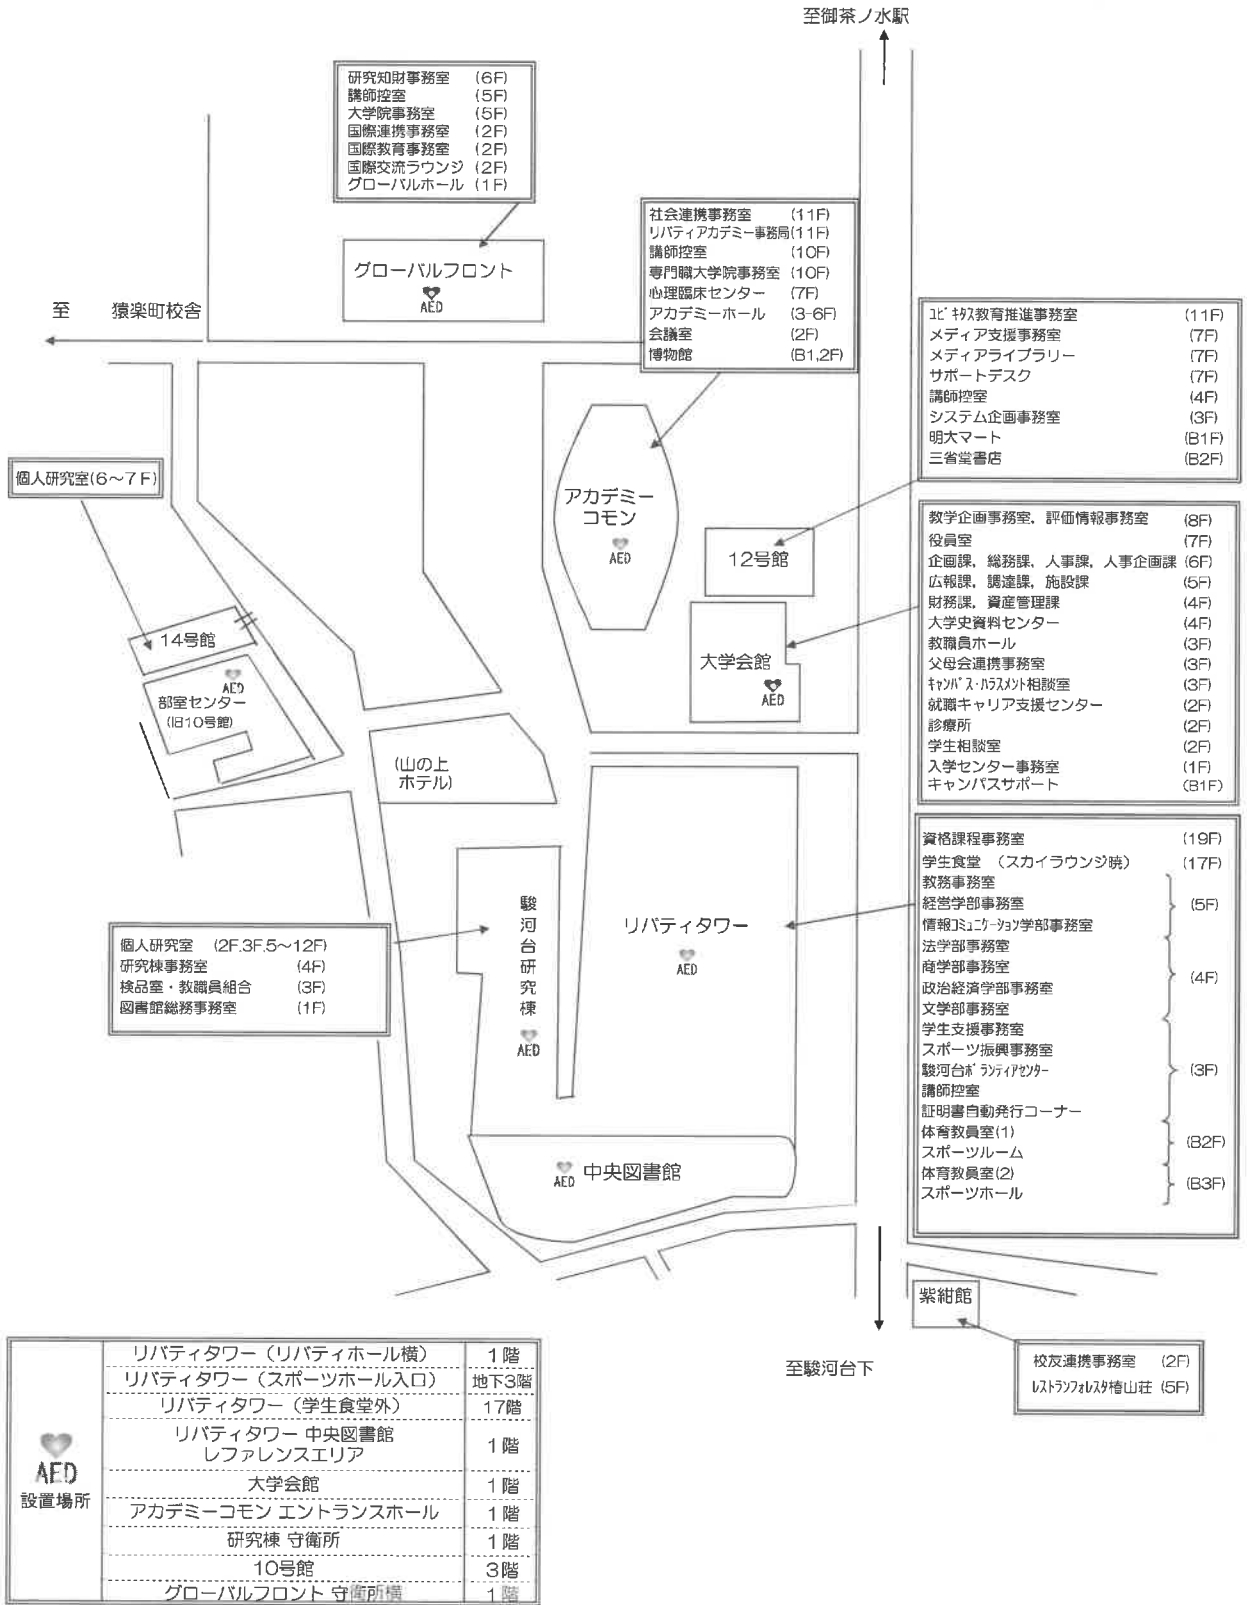 至御茶ノ水駅
研究知財事務室 (6F)
講師控室 (5F)
大学院事務室 (5F)
国際連携事務室 (2F)
国際教育事務室 (2F)
国際交流ラウンジ (2F)
グローバルホール (1F)
グローバルフロント
AED
至 猿楽町校舎
社会連携事務室 (11F)
リバティアカデミー事務局(11F)
講師控室 (10F)
専門職大学院事務室 (10F)
心理臨床センター (7F)
アカデミーホール (3-6F)
会議室 (2F)
博物館 (B1,2F)
ユビキタス教育推進事務室 (11F)
メディア支援事務室 (7F)
メディアライブラリー (7F)
サポートデスク (7F)
講師控室 (4F)
システム企画事務室 (3F)
明大マート (B1F)
三省堂書店 (B2F)
個人研究室(6～7F)
アカデミー
コモン
AED
12号館
教学企画事務室，評価情報事務室 (8F)
役員室 (7F)
企画課，総務課，人事課，人事企画課 (6F)
広報課，調達課，施設課 (5F)
財務課，資産管理課 (4F)
大学史資料センター (4F)
教職員ホール (3F)
父母会連携事務室 (3F)
キャンパス・ハラスメント相談室 (3F)
就職キャリア支援センター (2F)
診療所 (2F)
学生相談室 (2F)
入学センター事務室 (1F)
キャンパスサポート (B1F)
14号館
大学会館
AED
AED
部室センター
(旧10号館)
(山の上
ホテル)
資格課程事務室 (19F)
学生食堂 （スカイラウンジ暁） (17F)
教務事務室
経営学部事務室 (5F)
情報コミュニケーション学部事務室
法学部事務室
商学部事務室 (4F)
政治経済学部事務室
文学部事務室
学生支援事務室
スポーツ振興事務室
駿河台ボランティアセンター (3F)
講師控室
証明書自動発行コーナー
体育教員室(1) (B2F)
スポーツルーム
体育教員室(2) (B3F)
スポーツホール
駿河台研究棟
AED
リバティタワー
AED
個人研究室 (2F.3F.5～12F)
研究棟事務室 (4F)
検品室・教職員組合 (3F)
図書館総務事務室 (1F)
AED 中央図書館
紫紺館
至駿河台下
校友連携事務室 (2F)
レストランフォレスタ椿山荘 (5F)
AED
設置場所
リバティタワー（リバティホール横） 1階
リバティタワー（スポーツホール入口） 地下3階
リバティタワー（学生食堂外） 17階
リバティタワー 中央図書館
レファレンスエリア 1階
大学会館 1階
アカデミーコモン エントランスホール 1階
研究棟 守衛所 1階
10号館 3階
グローバルフロント 守衛所横 1階